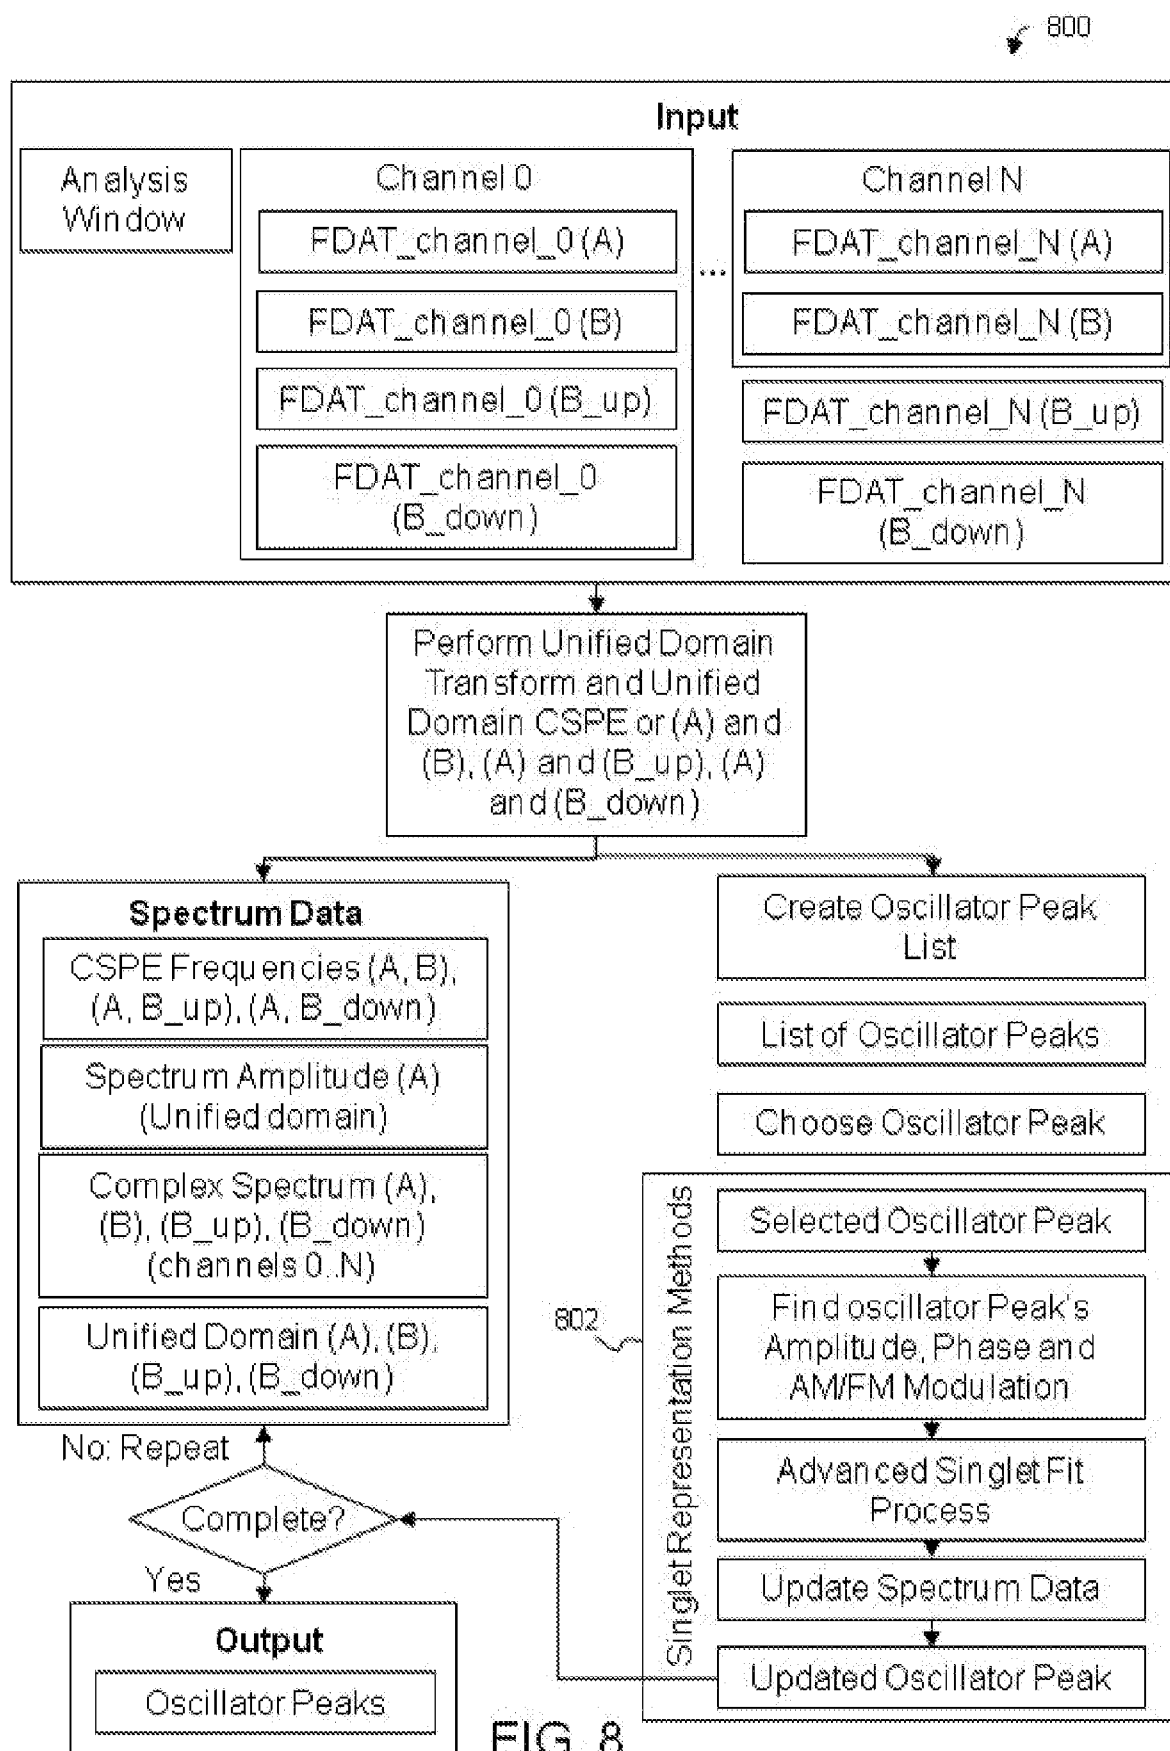 800
Input
Analysis
Window
Channel 0
FDAT_channel_0 (A)
FDAT_channel_0 (B)
FDAT_channel_0 (B_up)
FDAT_channel_0
(B_down)
...
Channel N
FDAT_channel_N (A)
FDAT_channel_N (B)
FDAT_channel_N (B_up)
FDAT_channel_N
(B_down)
Perform Unified Domain
Transform and Unified
Domain CSPE or (A) and
(B), (A) and (B_up), (A)
and (B_down)
Spectrum Data
CSPE Frequencies (A, B),
(A, B_up), (A, B_down)
Spectrum Amplitude (A)
(Unified domain)
Complex Spectrum (A),
(B), (B_up), (B_down)
(channels 0..N)
Unified Domain (A), (B),
(B_up), (B_down)
No: Repeat
Complete?
Yes
Output
Oscillator Peaks
Create Oscillator Peak
List
List of Oscillator Peaks
Choose Oscillator Peak
802
Singlet Representation Methods
Selected Oscillator Peak
Find oscillator Peak's
Amplitude, Phase and
AM/FM Modulation
Advanced Singlet Fit
Process
Update Spectrum Data
Updated Oscillator Peak
FIG. 8